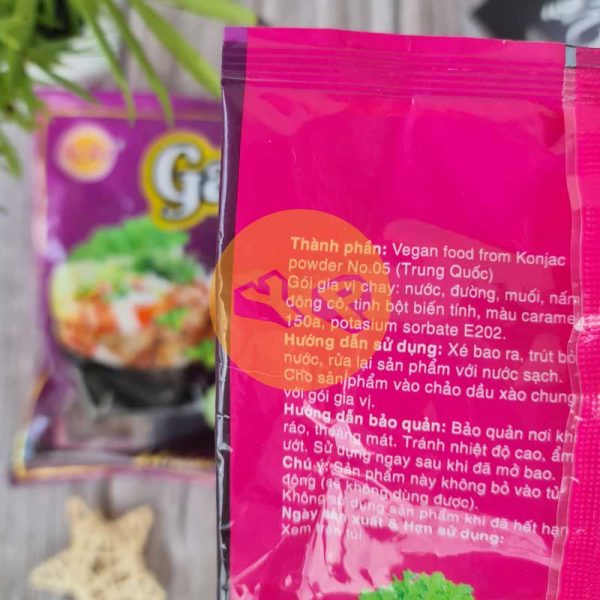 Ga
Thành phần: Vegan food from Konjac
powder No.05 (Trung Quốc)
Gói gia vị chay: nước, đường, muối, nấm
đông cô, tinh bột biến tính, màu carame
150a, potasium sorbate E202.
Hướng dẫn sử dụng: Xé bao ra, trút bỏ
nước, rửa lại sản phẩm với nước sạch.
Cho sản phẩm vào chảo dầu xào chung
với gói gia vị.
Hướng dẫn bảo quản: Bảo quản nơi kh
ráo, thoáng mát. Tránh nhiệt độ cao, ẩm
ướt. Sử dụng ngay sau khi đã mở bao.
Chú ý: Sản phẩm này không bỏ vào tủ
đông (sẽ không dùng được).
Không sử dụng sản phẩm khi đã hết hạn
Ngày sản xuất & Hạn sử dụng:
Xem trên túi